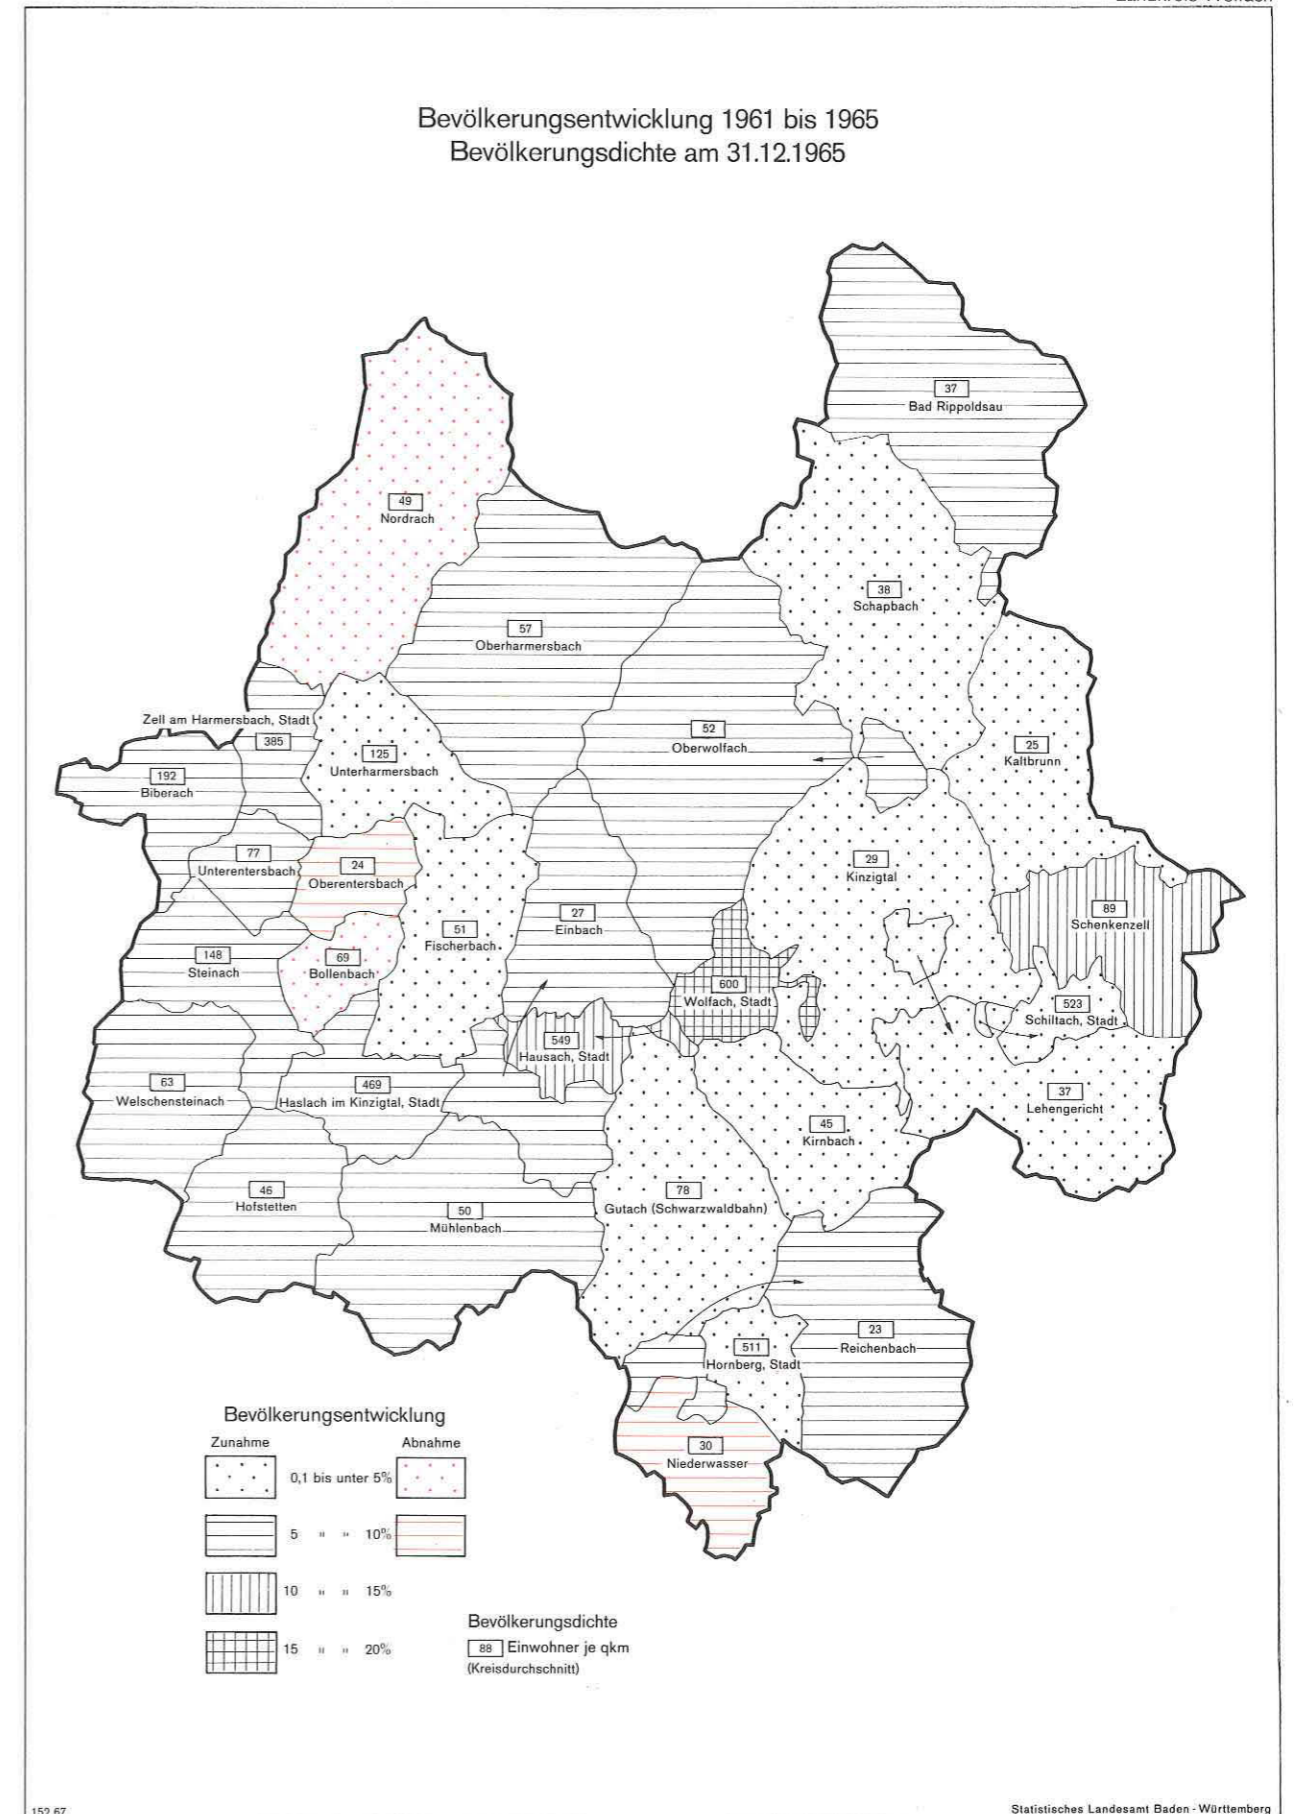 Bevölkerungsentwicklung 1961 bis 1965
Bevölkerungsdichte am 31.12.1965
37
Bad Rippoldsau
49
Nordrach
38
Schapbach
57
Oberharmersbach
52
Oberwolfach
25
Kaltbrunn
Zell am Harmersbach, Stadt
385
125
Unterharmersbach
192
Biberach
77
Unterentersbach
24
Oberentersbach
29
Kinzigtal
27
Einbach
51
Fischerbach
89
Schenkenzell
148
Steinach
69
Bollenbach
600
Wolfach, Stadt
523
Schiltach, Stadt
549
Hausach, Stadt
63
Welschensteinach
469
Haslach im Kinzigtal, Stadt
37
Lehengericht
45
Kirnbach
46
Hofstetten
50
Mühlenbach
78
Gutach (Schwarzwaldbahn)
23
Reichenbach
511
Hornberg, Stadt
30
Niederwasser
Bevölkerungsentwicklung
Zunahme Abnahme
0,1 bis unter 5%
5 " " 10%
10 " " 15%
15 " " 20%
Bevölkerungsdichte
88 Einwohner je qkm
(Kreisdurchschnitt)
152 67
Statistisches Landesamt Baden - Württemberg